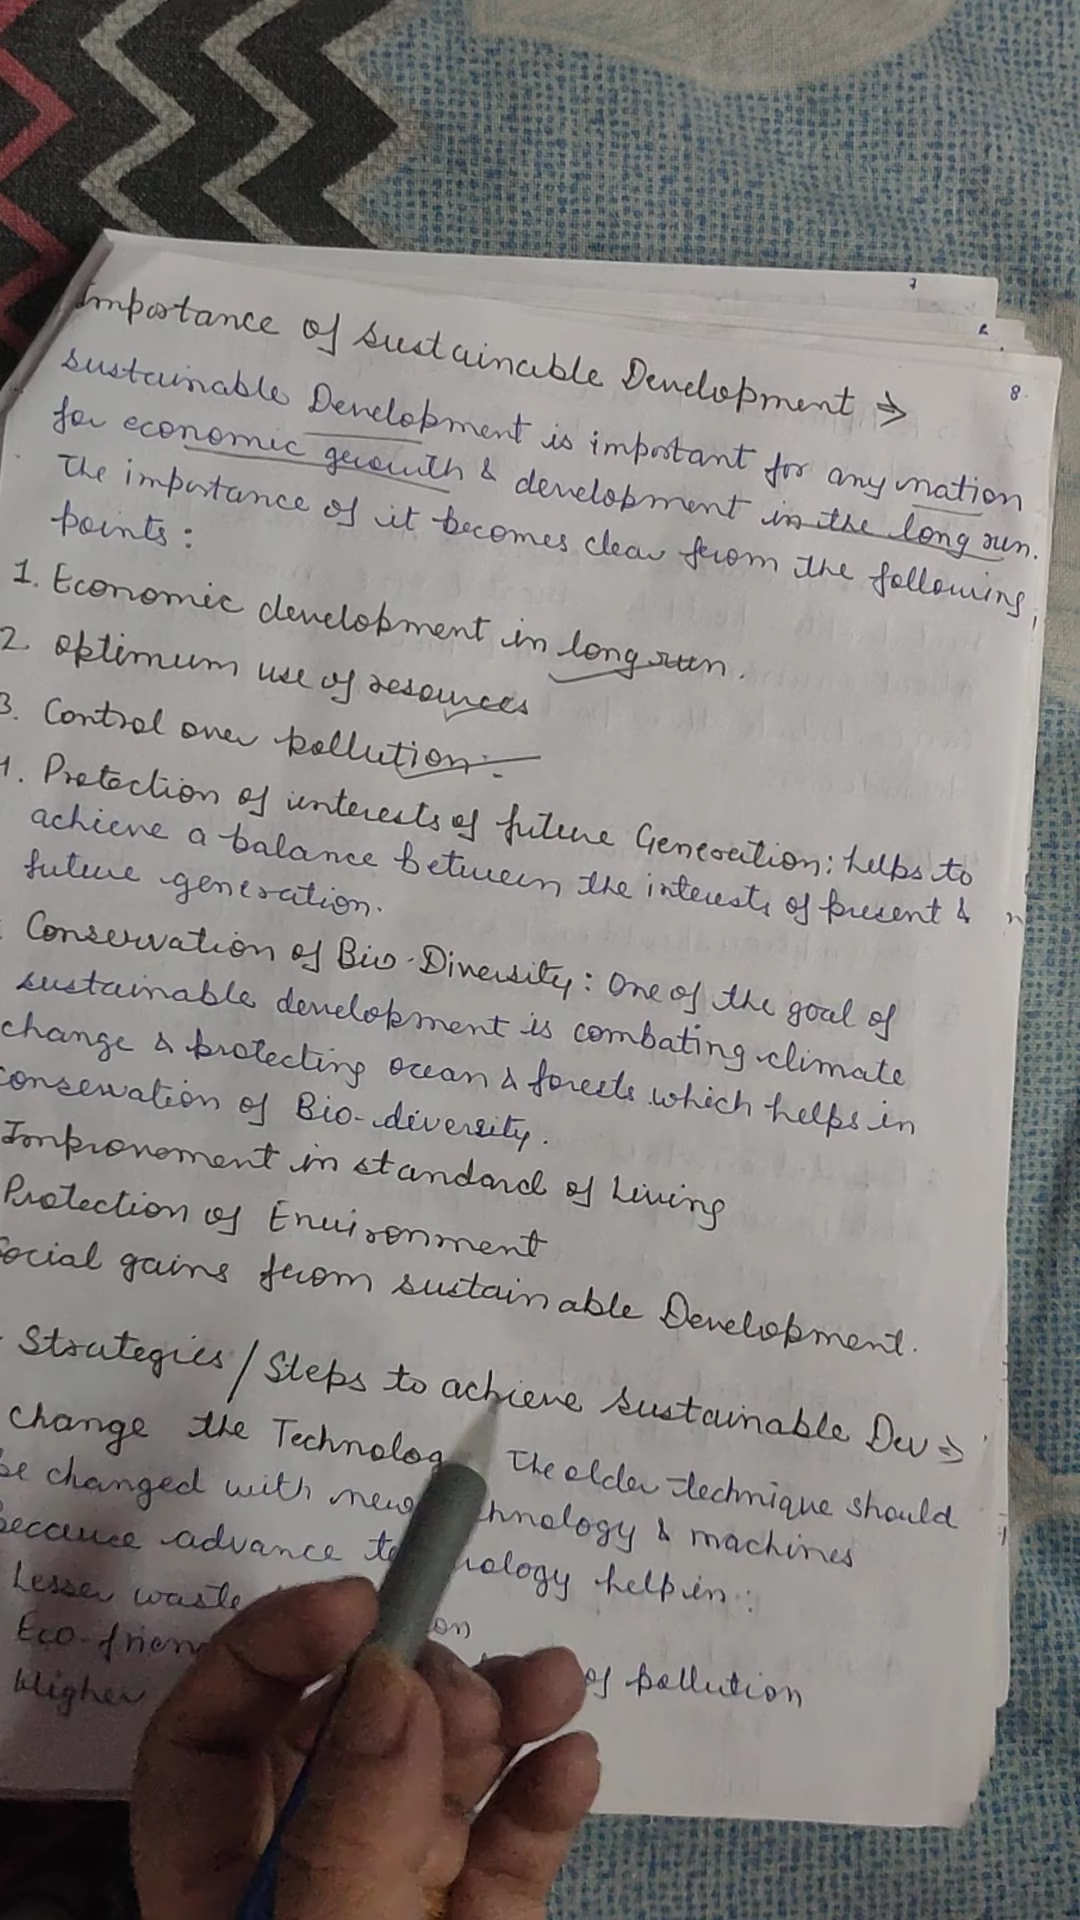 7
8.
Importance of sustainable Development ⇒
sustainable Development is important for any nation
for economic growth & development in the long run.
The importance of it becomes clear from the following
points:
1. Economic development in long run.
2. optimum use of resources
3. Control over pollution:-
Protection of interests of future Generation: helps to
achieve a balance between the interests of present &
future generation.
Conservation of Bio-Diversity: One of the goal of
sustainable development is combating climate
change & protecting ocean & forests which helps in
conservation of Bio-diversity.
Improvement in standard of Living
Protection of Environment
Social gains from sustainable Development.
Strategies/Steps to achieve sustainable Dev ⇒
change the Technolog The older technique should
be changed with new chnology & machines
because advance te nology help in:
Lesser waste
Eco-frien on
Higher of pollution